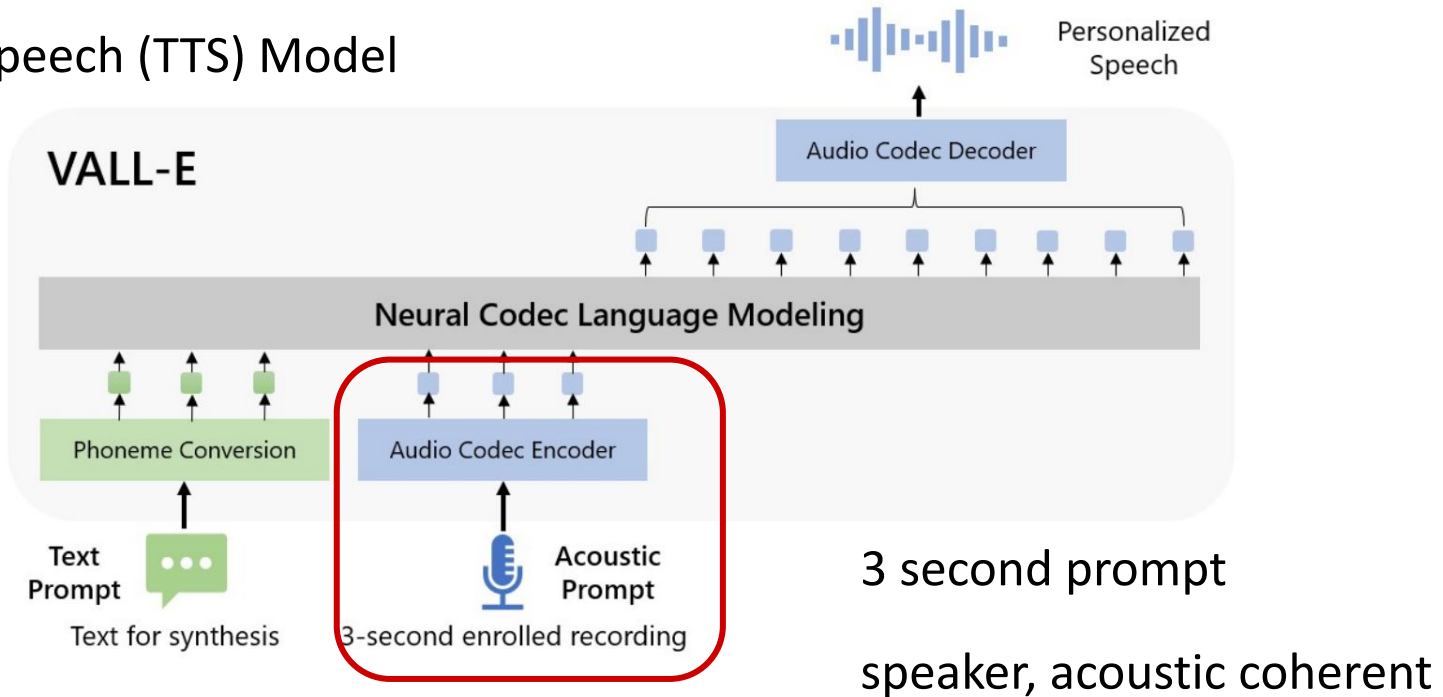 peech (TTS) Model
Personalized
Speech
VALL-E
Audio Codec Decoder
Neural Codec Language Modeling
Phoneme Conversion
Audio Codec Encoder
Text
Prompt
Acoustic
Prompt
Text for synthesis
3-second enrolled recording
3 second prompt
speaker, acoustic coherent